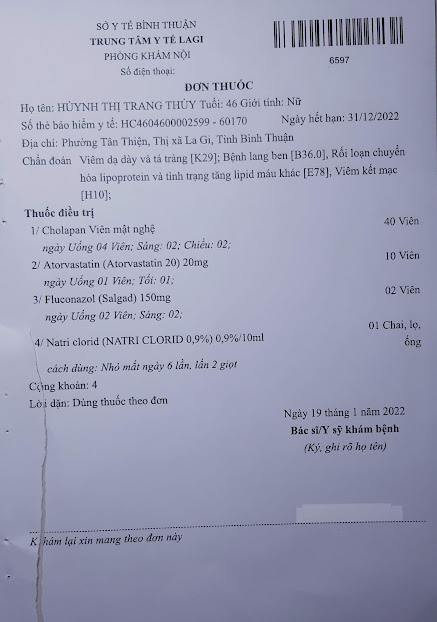 SỞ Y TẾ BÌNH THUẬN
TRUNG TÂM Y TẾ LAGI
PHÒNG KHÁM NỘI
Số điện thoại:
6597
ĐƠN THUỐC
Họ tên: HUỲNH THỊ TRANG THÙY Tuổi: 46 Giới tính: Nữ
Số thẻ bảo hiểm y tế: HC4604600002599 - 60170 Ngày hết hạn: 31/12/2022
Địa chỉ: Phường Tân Thiện, Thị xã La Gi, Tỉnh Bình Thuận
Chẩn đoán Viêm dạ dày và tá tràng [K29]; Bệnh lang ben [B36.0], Rối loạn chuyển
hóa lipoprotein và tình trạng tăng lipid máu khác [E78], Viêm kết mạc
[H10];
Thuốc điều trị
1/ Cholapan Viên mật nghệ 40 Viên
ngày Uống 04 Viên; Sáng: 02; Chiều: 02;
2/ Atorvastatin (Atorvastatin 20) 20mg 10 Viên
ngày Uống 01 Viên; Tối: 01;
3/ Fluconazol (Salgad) 150mg 02 Viên
ngày Uống 02 Viên; Sáng: 02;
4/ Natri clorid (NATRI CLORID 0,9%) 0,9%/10ml 01 Chai, lọ,
ống
cách dùng: Nhỏ mắt ngày 6 lần, lần 2 giọt
Cộng khoản: 4
Lời dặn: Dùng thuốc theo đơn
Ngày 19 tháng 1 năm 2022
Bác sĩ/Y sỹ khám bệnh
(Ký, ghi rõ họ tên)
Khám lại xin mang theo đơn này